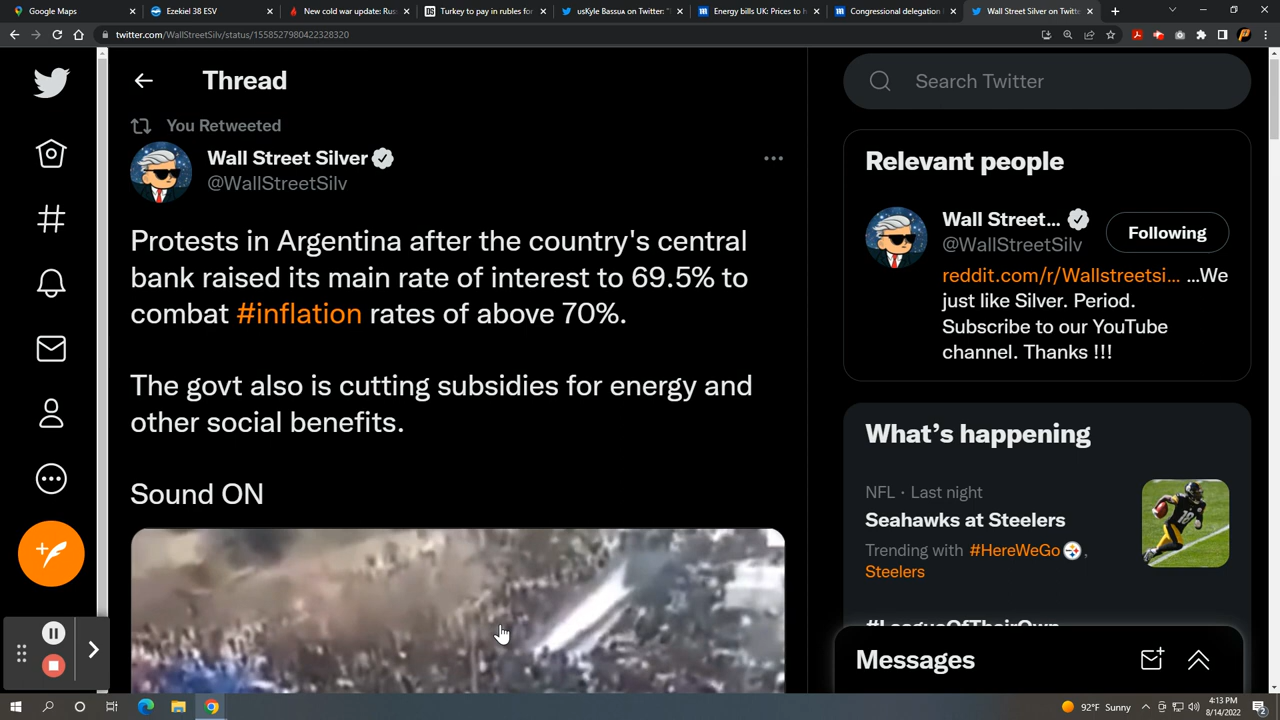 Google Maps
Ezekiel 38 ESV
New cold war update: Rus
Turkey to pay in rubles for
usKyle Bassua on Twitter: "
Energy bills UK: Prices to h
Congressional delegation l
Wall Street Silver on Twitte
twitter.com/WallStreetSilv/status/1558527980422328320
Thread
Search Twitter
You Retweeted
Wall Street Silver
@WallStreetSilv
Protests in Argentina after the country's central
bank raised its main rate of interest to 69.5% to
combat #inflation rates of above 70%.
The govt also is cutting subsidies for energy and
other social benefits.
Sound ON
Relevant people
Wall Street...
@WallStreetSilv
Following
reddit.com/r/Wallstreetsi... ...We
just like Silver. Period.
Subscribe to our YouTube
channel. Thanks !!!
What's happening
NFL · Last night
Seahawks at Steelers
Trending with #HereWeGo,
Steelers
#LeagueOfTheirOwn
Messages
92°F Sunny
4:13 PM
8/14/2022
2